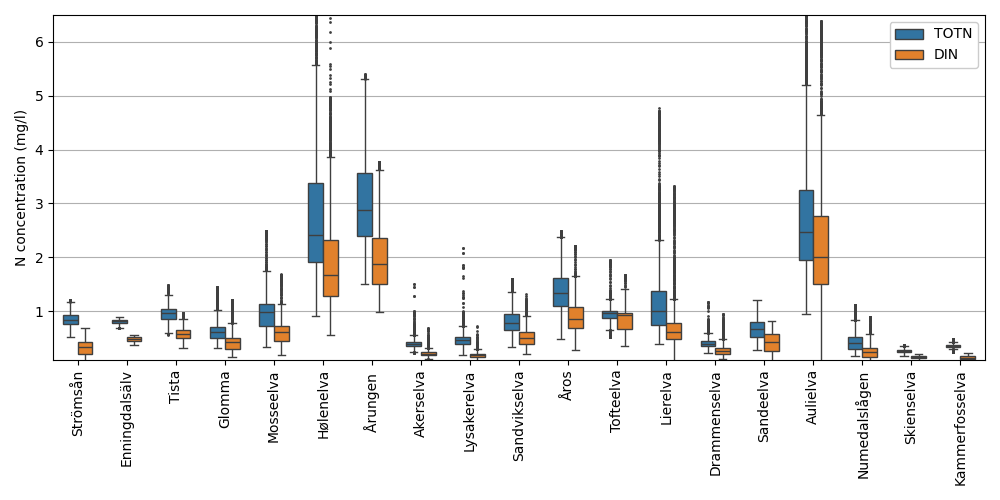 TOTN
DIN
N concentration (mg/l)
6
5
4
3
2
1
Strömsån
Enningdalsälv
Tista
Glomma
Mosseelva
Hølenelva
Årungen
Akerselva
Lysakerelva
Sandvikselva
Åros
Tofteelva
Lierelva
Drammenselva
Sandeelva
Aulielva
Numedalslågen
Skienselva
Kammerfosselva